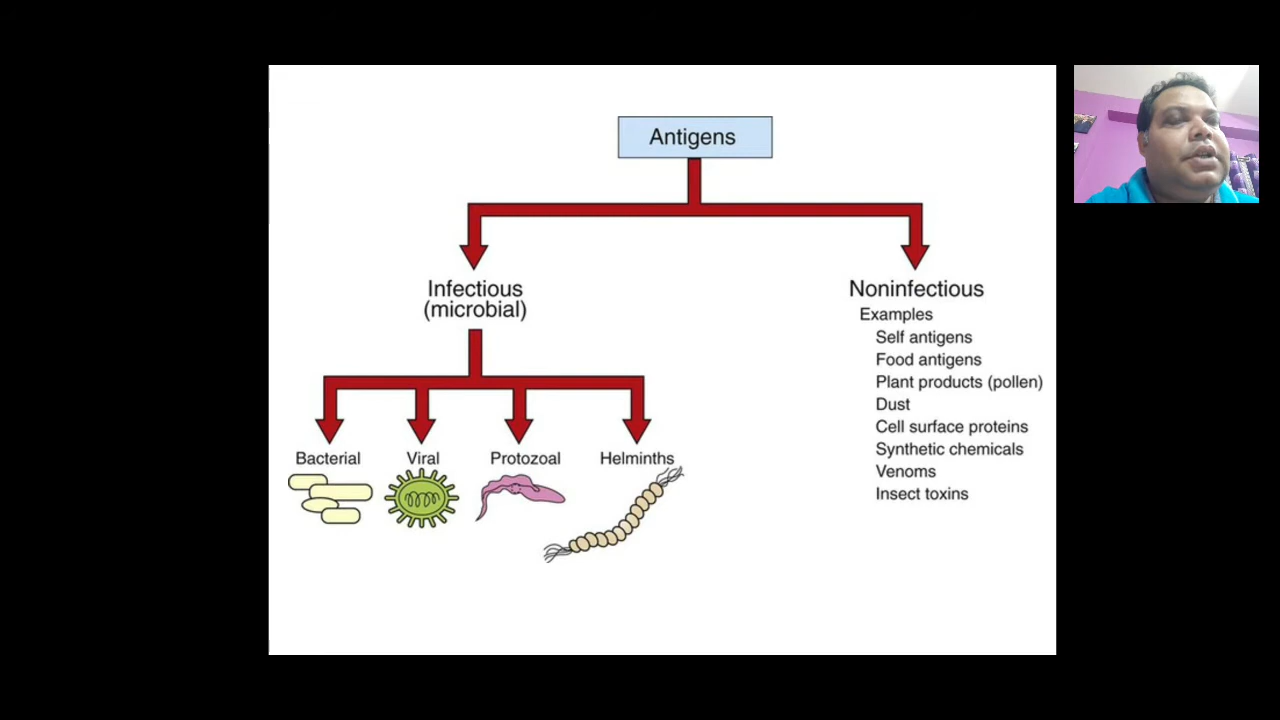 Antigens
Infectious
(microbial)
Noninfectious
Examples
Self antigens
Food antigens
Plant products (pollen)
Dust
Cell surface proteins
Synthetic chemicals
Venoms
Insect toxins
Bacterial
Viral
Protozoal
Helminths